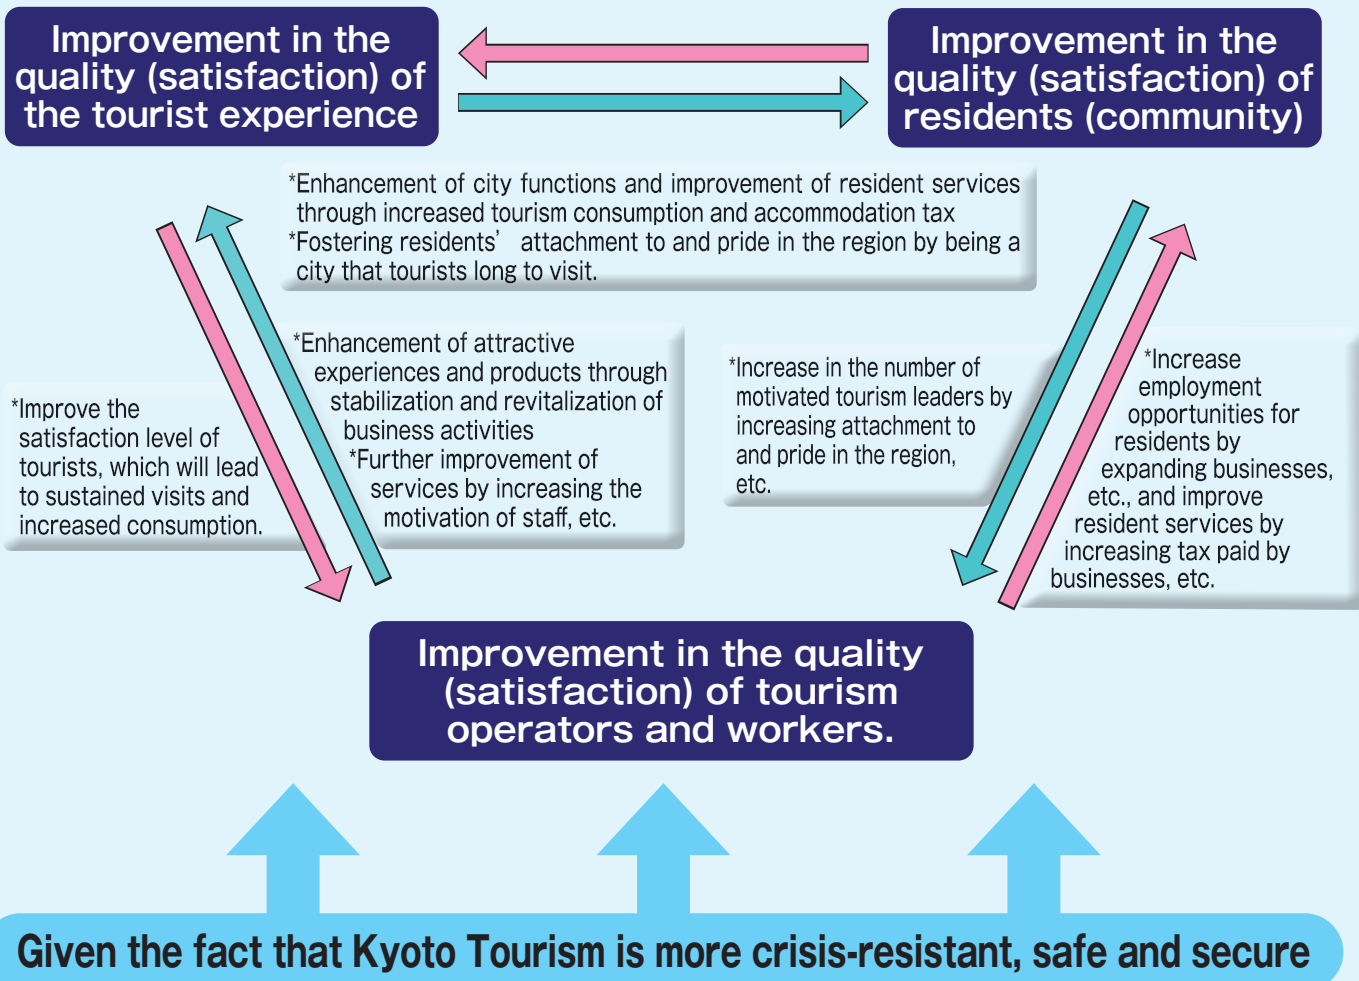 Improvement in the
quality (satisfaction) of
the tourist experience
Improvement in the
quality (satisfaction) of
residents (community)
*Enhancement of city functions and improvement of resident services
through increased tourism consumption and accommodation tax
*Fostering residents’ attachment to and pride in the region by being a
city that tourists long to visit.
*Improve the
satisfaction level of
tourists, which will lead
to sustained visits and
increased consumption.
*Enhancement of attractive
experiences and products through
stabilization and revitalization of
business activities
*Further improvement of
services by increasing the
motivation of staff, etc.
*Increase in the number of
motivated tourism leaders by
increasing attachment to
and pride in the region,
etc.
*Increase
employment
opportunities for
residents by
expanding businesses,
etc., and improve
resident services by
increasing tax paid by
businesses, etc.
Improvement in the quality
(satisfaction) of tourism
operators and workers.
Given the fact that Kyoto Tourism is more crisis-resistant, safe and secure